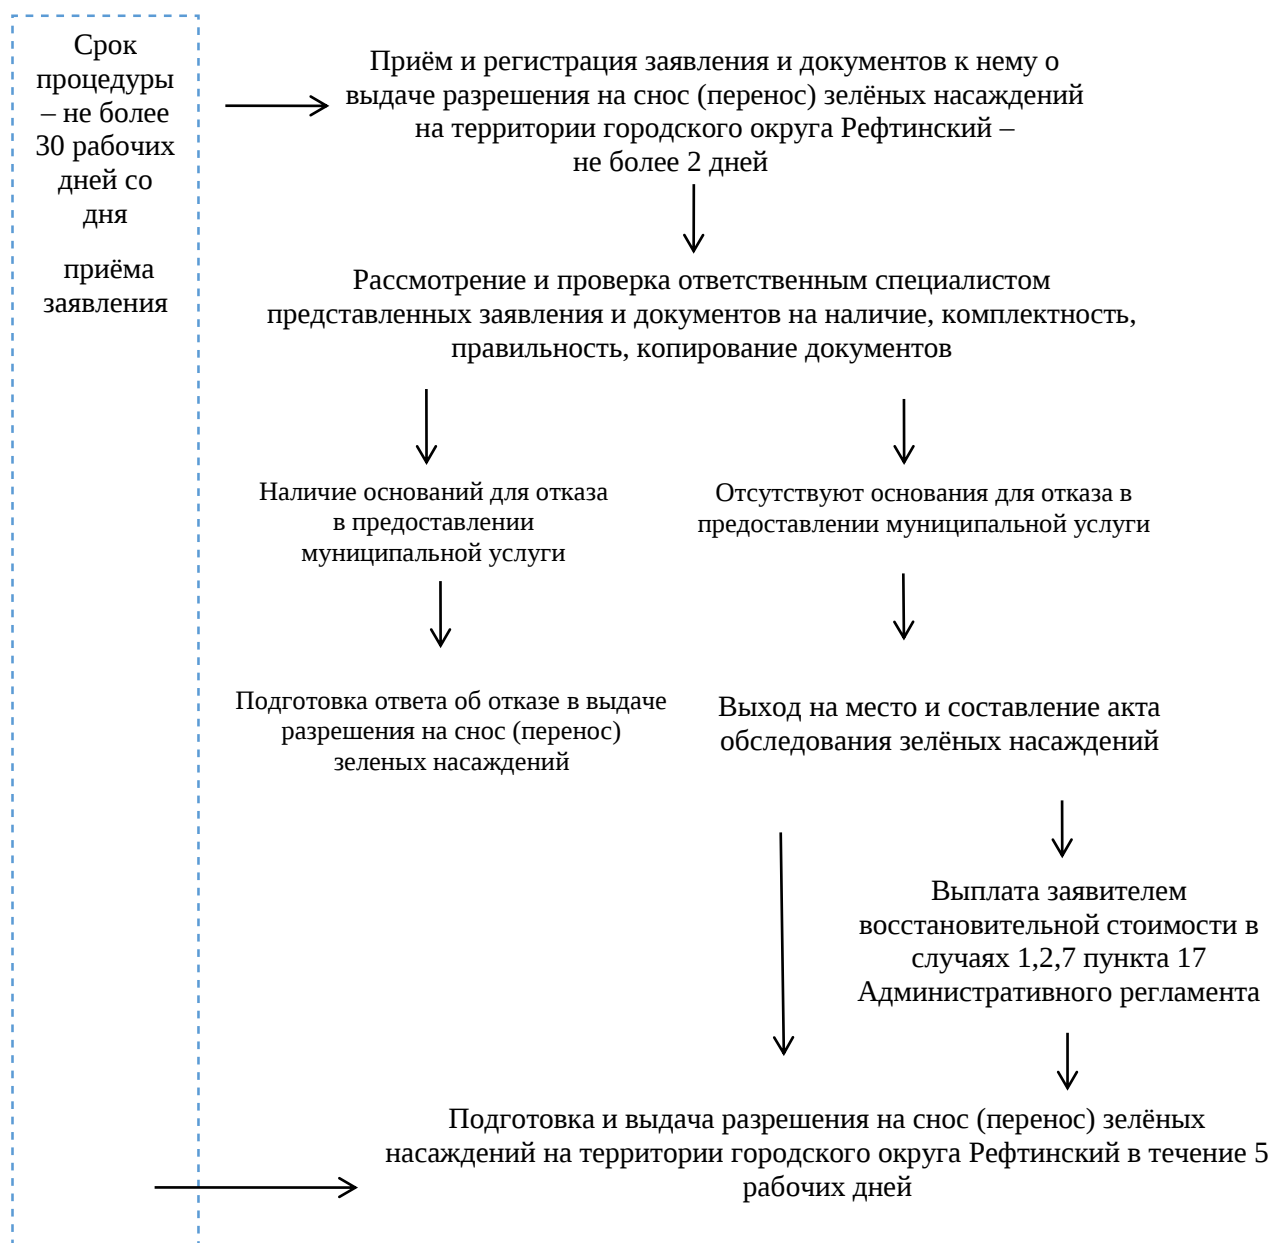 Срок
процедуры
– не более
30 рабочих
дней со
дня
приёма
заявления
Приём и регистрация заявления и документов к нему о
выдаче разрешения на снос (перенос) зелёных насаждений
на территории городского округа Рефтинский –
не более 2 дней
Рассмотрение и проверка ответственным специалистом
представленных заявления и документов на наличие, комплектность,
правильность, копирование документов
Наличие оснований для отказа
в предоставлении
муниципальной услуги
Отсутствуют основания для отказа в
предоставлении муниципальной услуги
Подготовка ответа об отказе в выдаче
разрешения на снос (перенос)
зеленых насаждений
Выход на место и составление акта
обследования зелёных насаждений
Выплата заявителем
восстановительной стоимости в
случаях 1,2,7 пункта 17
Административного регламента
Подготовка и выдача разрешения на снос (перенос) зелёных
насаждений на территории городского округа Рефтинский в течение 5
рабочих дней